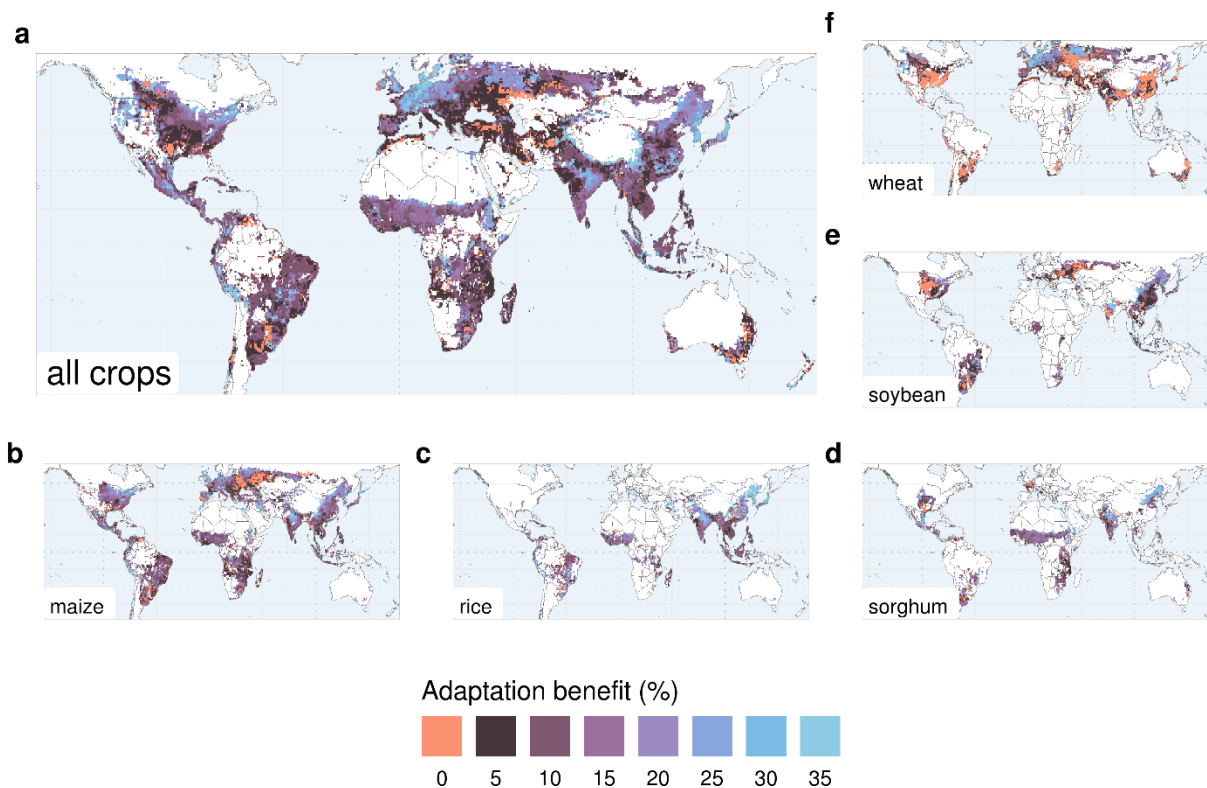 a
all crops
f
wheat
e
soybean
b
maize
c
rice
d
sorghum
Adaptation benefit (%)
0 5 10 15 20 25 30 35